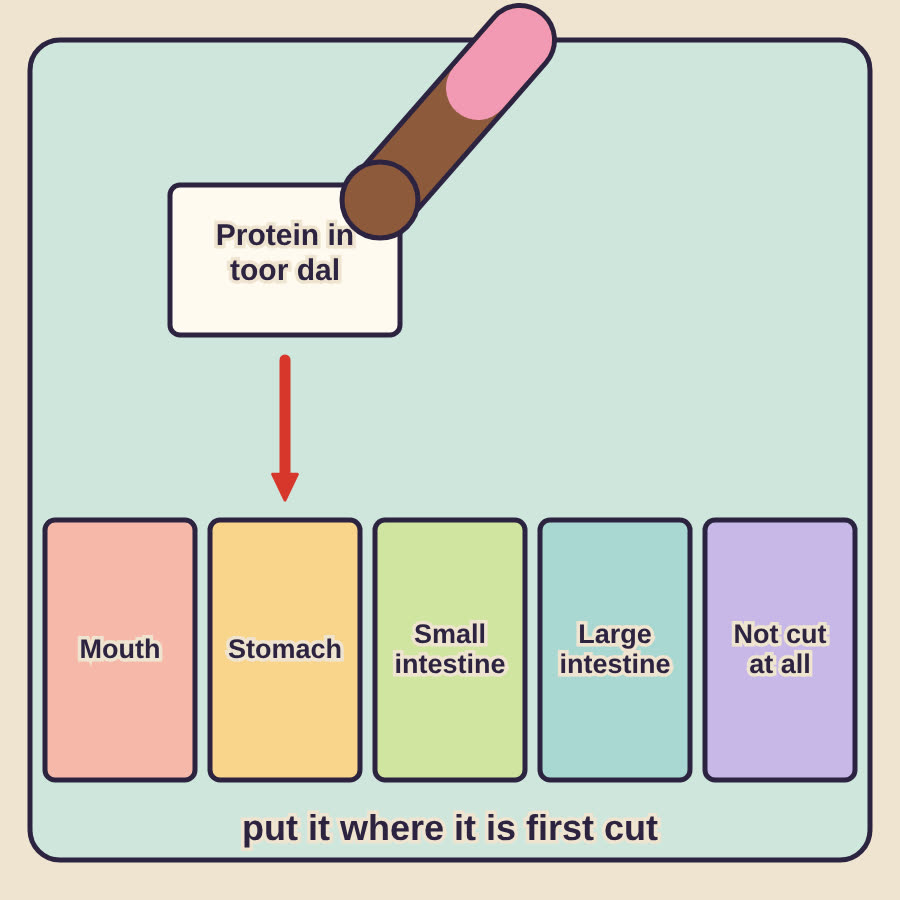 Protein in
toor dal
Mouth
Stomach
Small
intestine
Large
intestine
Not cut
at all
put it where it is first cut